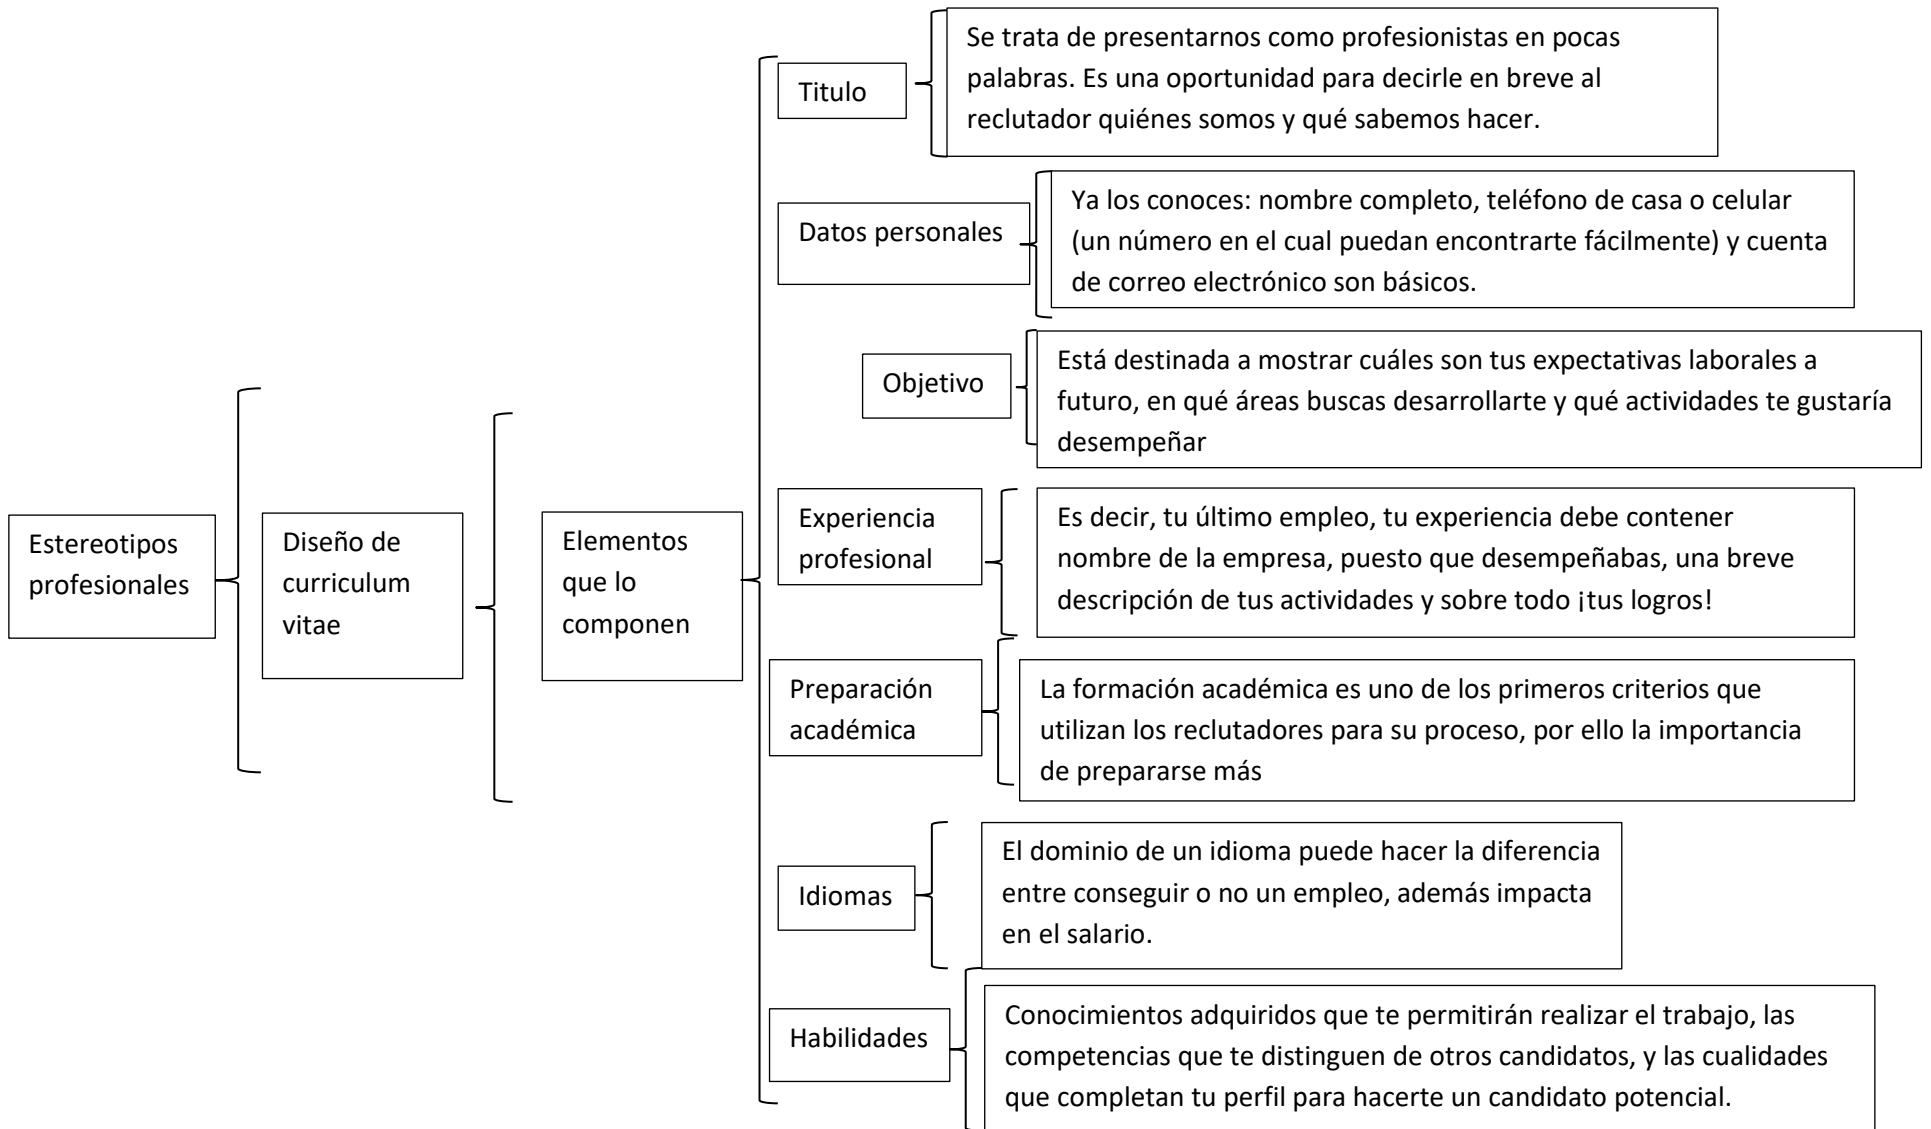 Estereotipos
profesionales
Diseño de
curriculum
vitae
Elementos
que lo
componen
Titulo
Se trata de presentarnos como profesionistas en pocas
palabras. Es una oportunidad para decirle en breve al
reclutador quiénes somos y qué sabemos hacer.
Datos personales
Ya los conoces: nombre completo, teléfono de casa o celular
(un número en el cual puedan encontrarte fácilmente) y cuenta
de correo electrónico son básicos.
Objetivo
Está destinada a mostrar cuáles son tus expectativas laborales a
futuro, en qué áreas buscas desarrollarte y qué actividades te gustaría
desempeñar
Experiencia
profesional
Es decir, tu último empleo, tu experiencia debe contener
nombre de la empresa, puesto que desempeñabas, una breve
descripción de tus actividades y sobre todo ¡tus logros!
Preparación
académica
La formación académica es uno de los primeros criterios que
utilizan los reclutadores para su proceso, por ello la importancia
de prepararse más
Idiomas
El dominio de un idioma puede hacer la diferencia
entre conseguir o no un empleo, además impacta
en el salario.
Habilidades
Conocimientos adquiridos que te permitirán realizar el trabajo, las
competencias que te distinguen de otros candidatos, y las cualidades
que completan tu perfil para hacerte un candidato potencial.